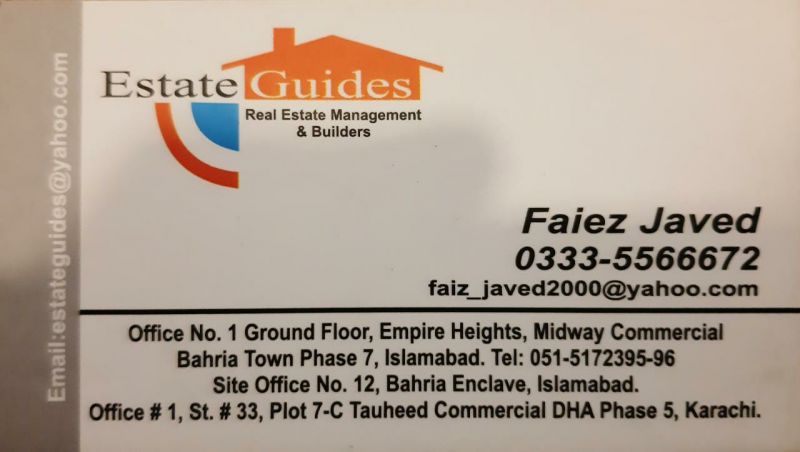 Email:estateguides@yahoo.com
Estate Guides
Real Estate Management
& Builders
Faiez Javed
0333-5566672
faiz_javed2000@yahoo.com
Office No. 1 Ground Floor, Empire Heights, Midway Commercial
Bahria Town Phase 7, Islamabad. Tel: 051-5172395-96
Site Office No. 12, Bahria Enclave, Islamabad.
Office # 1, St. # 33, Plot 7-C Tauheed Commercial DHA Phase 5, Karachi.